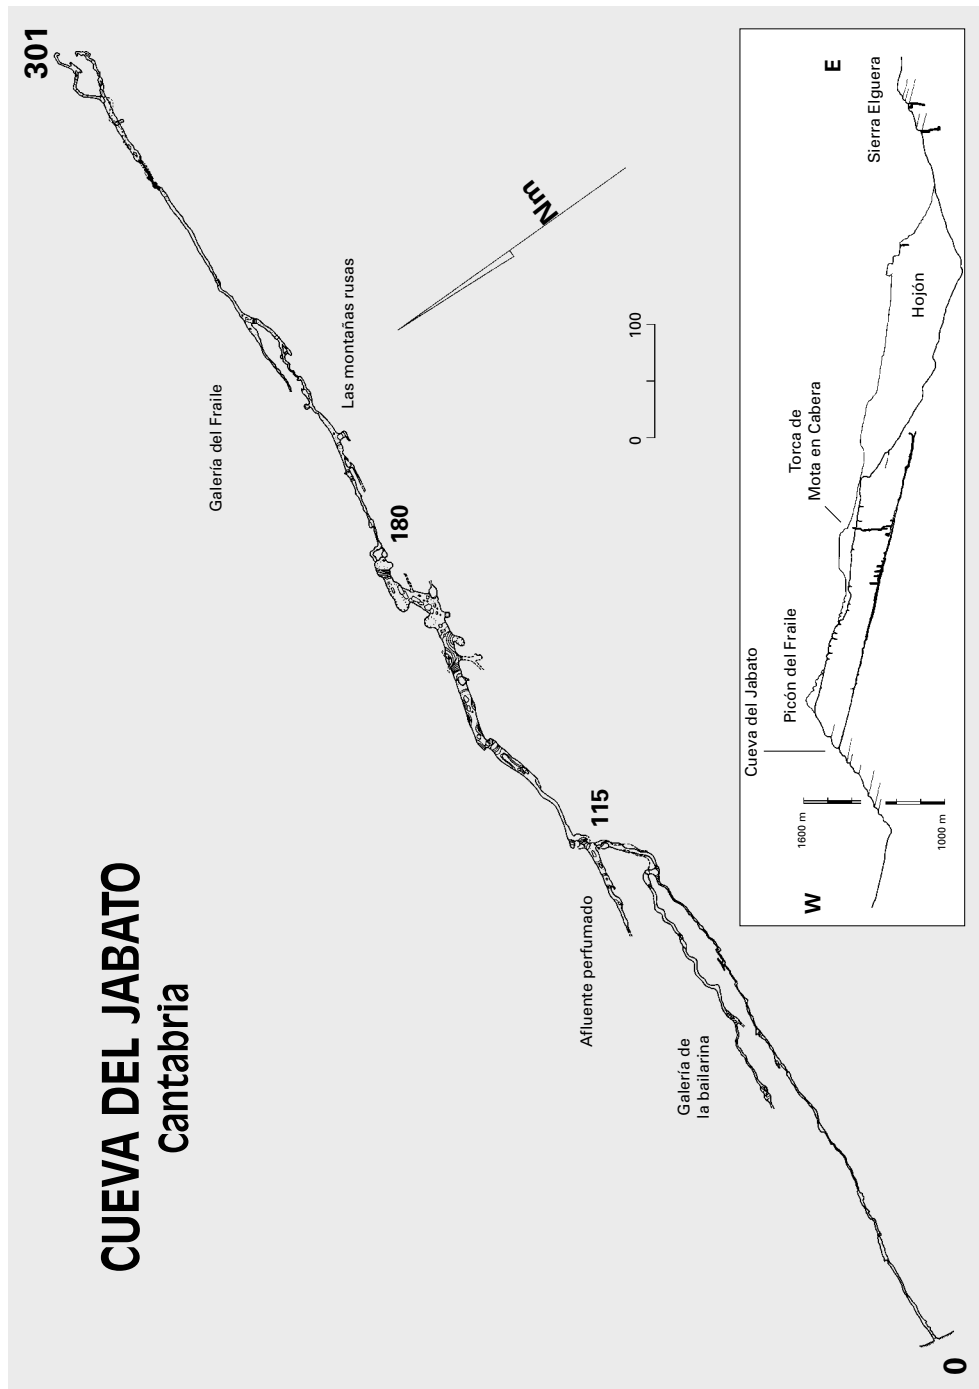 CUEVA DEL JABATO
Cantabria
0
Galería de
la bailarina
Afluente perfumado
115
180
Galería del Fraile
Las montañas rusas
301
Nm
0
100
W
1600 m
1000 m
Cueva del Jabato
Picón del Fraile
Torca de
Mota en Cabera
Hojón
Sierra Elguera
E